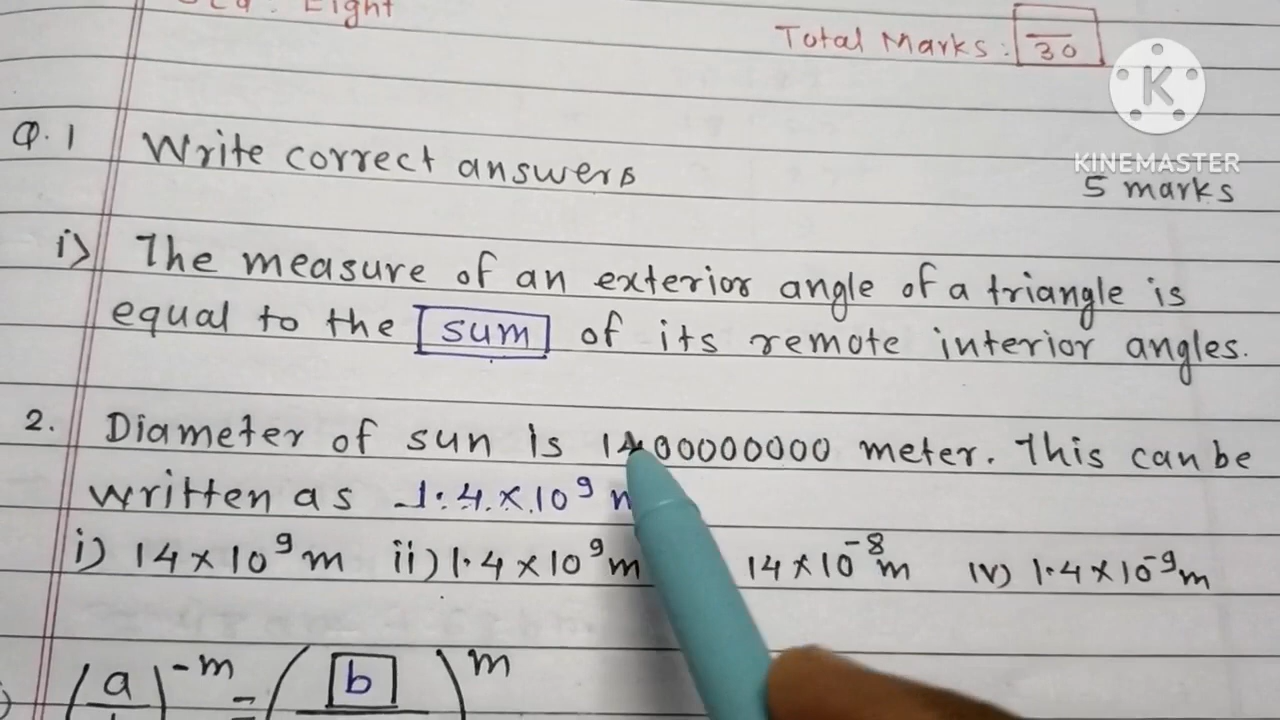 Eight
Total Marks: 30
K
KINEMASTER
Q.1 Write correct answers
5 marks
i) The measure of an exterior angle of a triangle is
equal to the sum of its remote interior angles.
2. Diameter of sun is 1400000000 meter. This can be
written as 1.4 × 10⁹ m
i) 14 × 10⁹ m ii) 1.4 × 10⁹ m 14 × 10⁻⁸ m iv) 1.4 × 10⁻⁹ m
(a)⁻ᵐ = (b)ᵐ